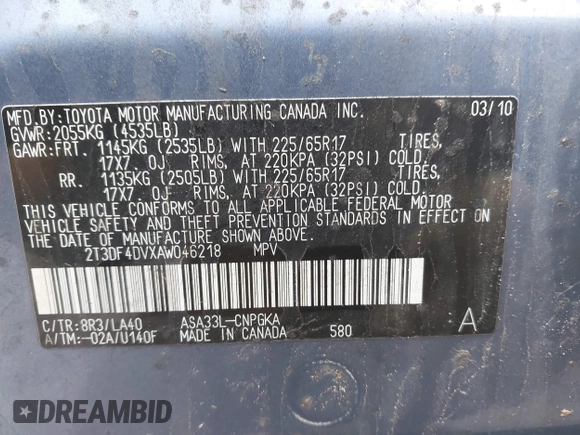 MFD.BY:TOYOTA MOTOR MANUFACTURING CANADA INC. 03/10
GVWR:2055KG (4535LB)
GAWR:FRT. 1145KG (2535LB) WITH 225/65R17 TIRES,
17X7. 0J RIMS, AT 220KPA (32PSI) COLD.
RR. 1135KG (2505LB) WITH 225/65R17 TIRES,
17X7. 0J RIMS, AT 220KPA (32PSI) COLD.
THIS VEHICLE CONFORMS TO ALL APPLICABLE FEDERAL MOTOR
VEHICLE SAFETY AND THEFT PREVENTION STANDARDS IN EFFECT ON
THE DATE OF MANUFACTURE SHOWN ABOVE.
2T3DF4DVXAW046218 MPV
C/TR:8R3/LA40 ASA33L-CNPGKA
A/TM:-02A/U140F MADE IN CANADA 580 A
DREAMBID